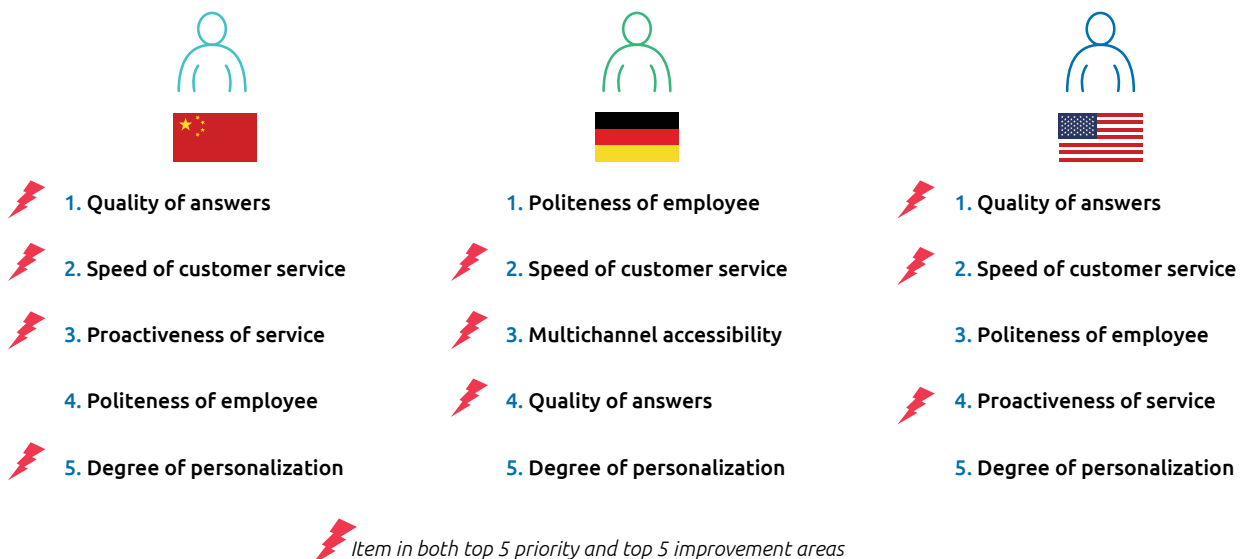 1. Quality of answers
2. Speed of customer service
3. Proactiveness of service
4. Politeness of employee
5. Degree of personalization
1. Politeness of employee
2. Speed of customer service
3. Multichannel accessibility
4. Quality of answers
5. Degree of personalization
1. Quality of answers
2. Speed of customer service
3. Politeness of employee
4. Proactiveness of service
5. Degree of personalization
Item in both top 5 priority and top 5 improvement areas